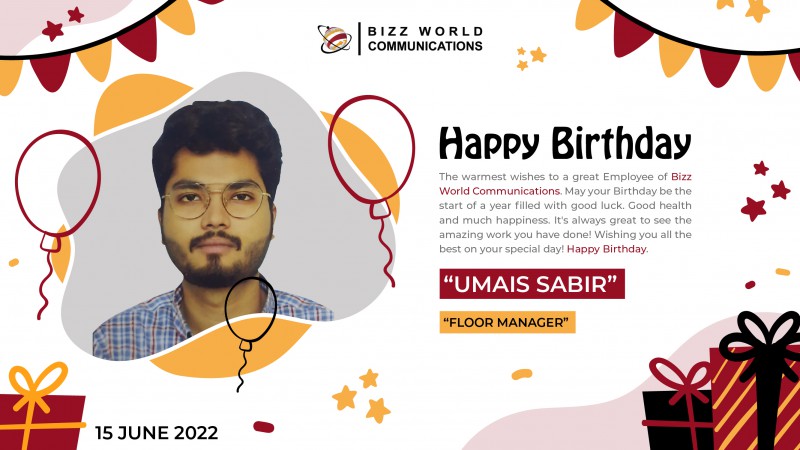 BIZZ WORLD
COMMUNICATIONS
Happy Birthday
The warmest wishes to a great Employee of Bizz
World Communications. May your Birthday be the
start of a year filled with good luck. Good health
and much happiness. It's always great to see the
amazing work you have done! Wishing you all the
best on your special day! Happy Birthday.
“UMAIS SABIR”
“FLOOR MANAGER”
15 JUNE 2022